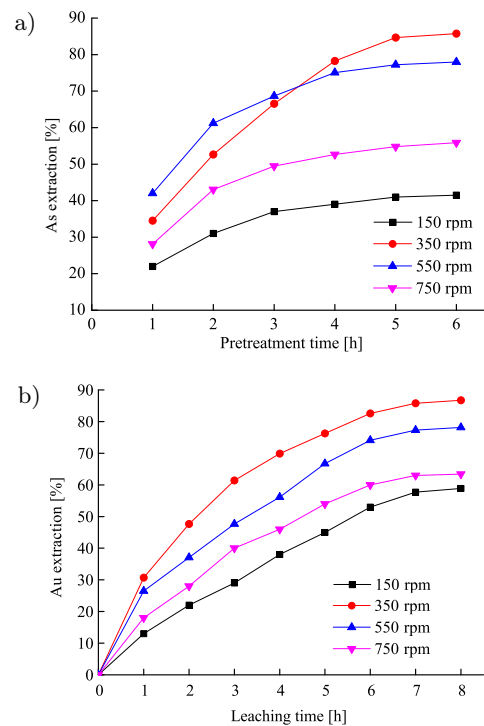 a)
90
80
70
60
50
40
30
20
10
As extraction [%]
150 rpm
350 rpm
550 rpm
750 rpm
0 1 2 3 4 5 6
Pretreatment time [h]
b)
90
80
70
60
50
40
30
20
10
0
Au extraction [%]
150 rpm
350 rpm
550 rpm
750 rpm
0 1 2 3 4 5 6 7 8
Leaching time [h]